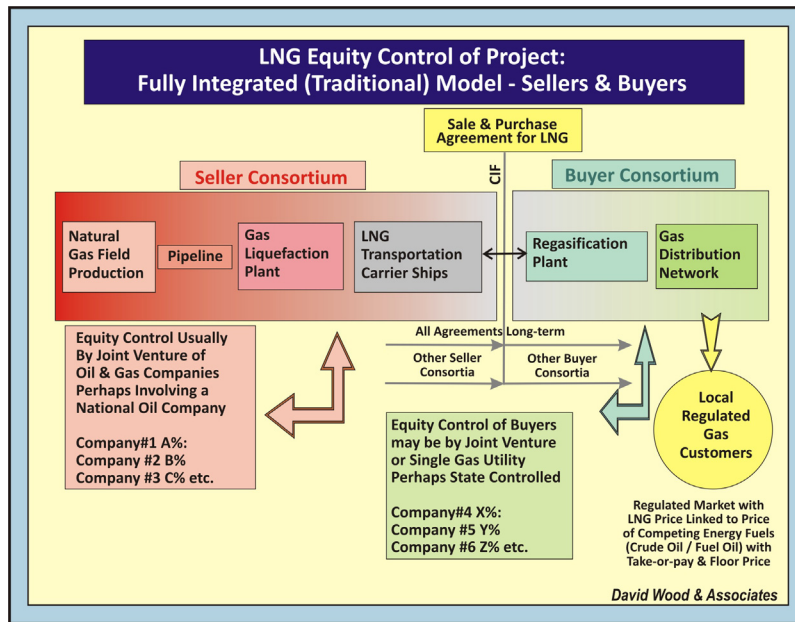 LNG Equity Control of Project:
Fully Integrated (Traditional) Model - Sellers & Buyers
Sale & Purchase
Agreement for LNG
CIF
Seller Consortium
Buyer Consortium
Natural
Gas Field
Production
Pipeline
Gas
Liquefaction
Plant
LNG
Transportation
Carrier Ships
Regasification
Plant
Gas
Distribution
Network
All Agreements Long-term
Other Seller
Consortia
Other Buyer
Consortia
Equity Control Usually
By Joint Venture of
Oil & Gas Companies
Perhaps Involving a
National Oil Company
Company#1 A%:
Company #2 B%
Company #3 C% etc.
Equity Control of Buyers
may be by Joint Venture
or Single Gas Utility
Perhaps State Controlled
Company#4 X%:
Company #5 Y%
Company #6 Z% etc.
Local
Regulated
Gas
Customers
Regulated Market with
LNG Price Linked to Price
of Competing Energy Fuels
(Crude Oil / Fuel Oil) with
Take-or-pay & Floor Price
David Wood & Associates